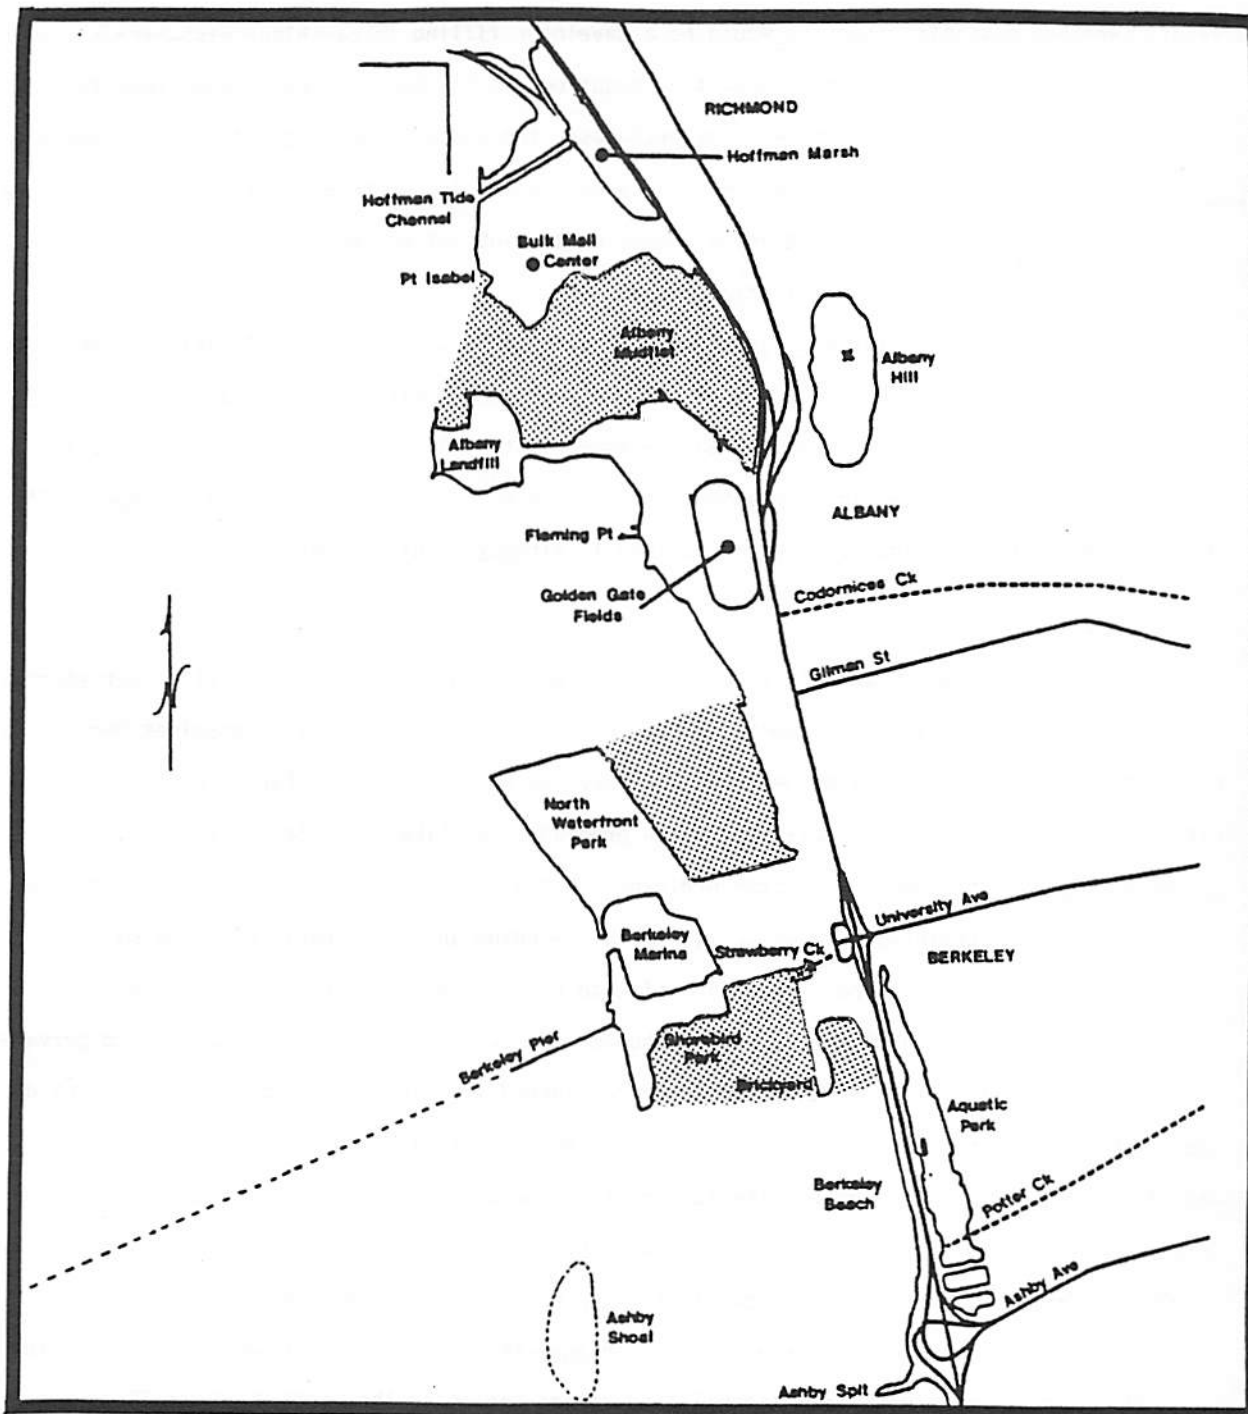 RICHMOND
Hoffman Marsh
Hoffman Tide
Channel
Bulk Mail
Center
Pt Isabel
Albany
Mudflat
Albany
Hill
Albany
Landfill
ALBANY
Fleming Pt
Golden Gate
Fields
Codornices Ck
Gilman St
North
Waterfront
Park
University Ave
Berkeley
Marina
Strawberry Ck
BERKELEY
Shorebird
Park
Berkeley Pier
Brickyard
Aquatic
Park
Berkeley
Beach
Potter Ck
Ashby Ave
Ashby
Shoal
Ashby Spit